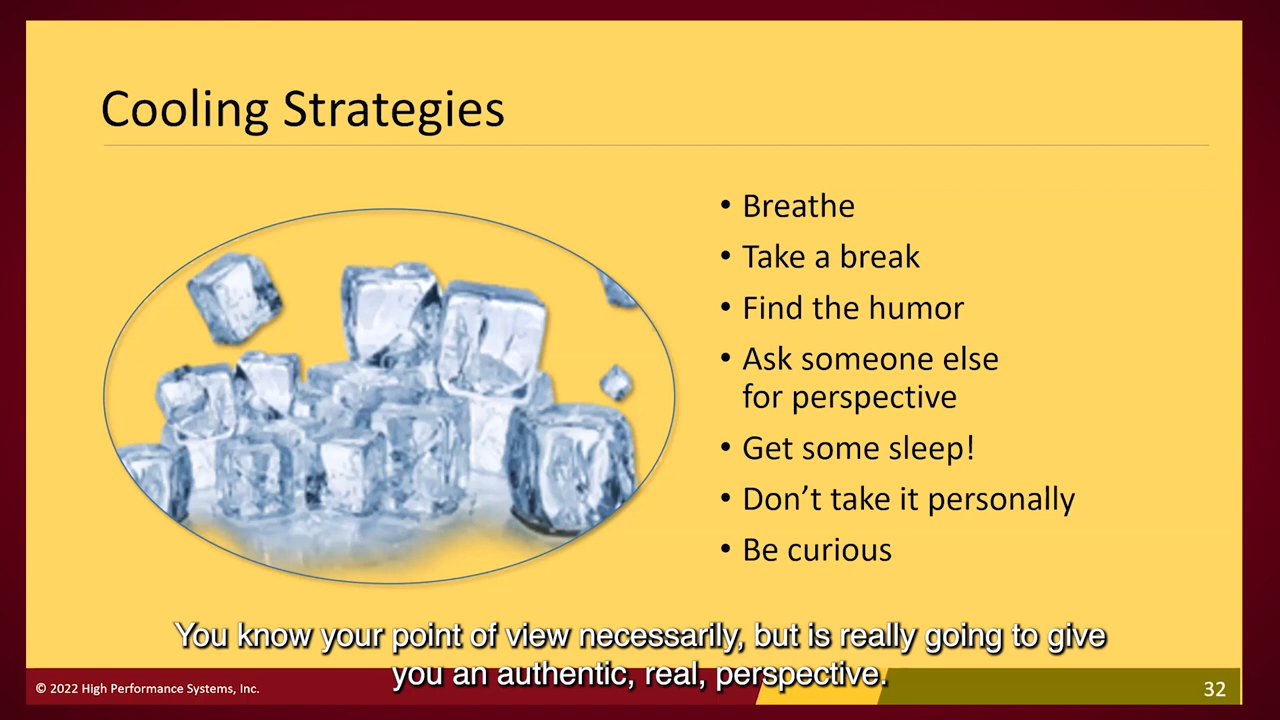 Cooling Strategies
• Breathe
• Take a break
• Find the humor
• Ask someone else
for perspective
• Get some sleep!
• Don’t take it personally
• Be curious
You know your point of view necessarily, but is really going to give
you an authentic, real, perspective.
© 2022 High Performance Systems, Inc.
32